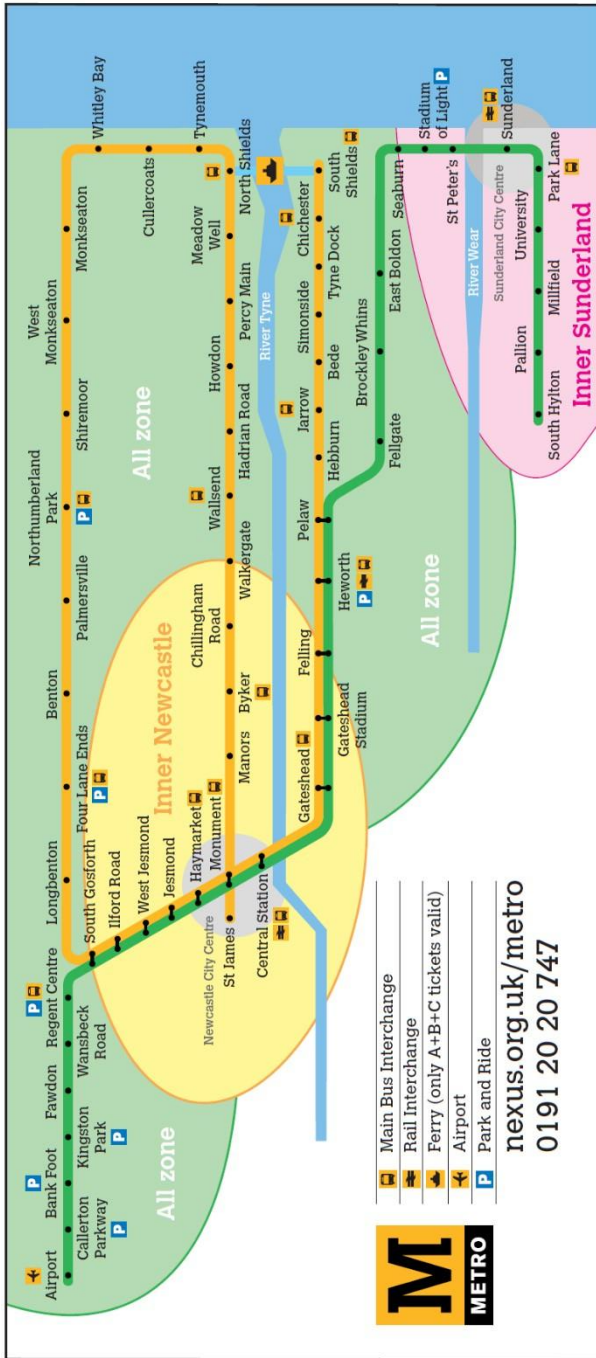 Airport
Callerton
Parkway
Bank Foot
Kingston
Park
Fawdon
Wansbeck
Road
Regent Centre
South Gosforth
Longbenton
Four Lane Ends
Benton
Palmersville
Northumberland
Park
Shiremoor
West
Monkseaton
Monkseaton
Whitley Bay
Cullercoats
Tynemouth
North Shields
Meadow
Well
Percy Main
Howdon
Hadrian Road
Wallsend
Walkergate
Chillingham
Road
Byker
Manors
Monument
St James
Ilford Road
West Jesmond
Jesmond
Haymarket
Newcastle City Centre
Central Station
Inner Newcastle
All zone
All zone
All zone
River Tyne
Gateshead
Gateshead
Stadium
Felling
Heworth
Pelaw
Hebburn
Jarrow
Bede
Simonside
Tyne Dock
Chichester
South
Shields
Fellgate
Brockley Whins
East Boldon
Seaburn
Stadium
of Light P
St Peter's
River Wear
Sunderland
Sunderland City Centre
Park Lane
University
Millfield
Pallion
South Hylton
Inner Sunderland
P
P
P
P
P
P
P
M
METRO
Main Bus Interchange
Rail Interchange
Ferry (only A+B+C tickets valid)
Airport
P Park and Ride
nexus.org.uk/metro
0191 20 20 747